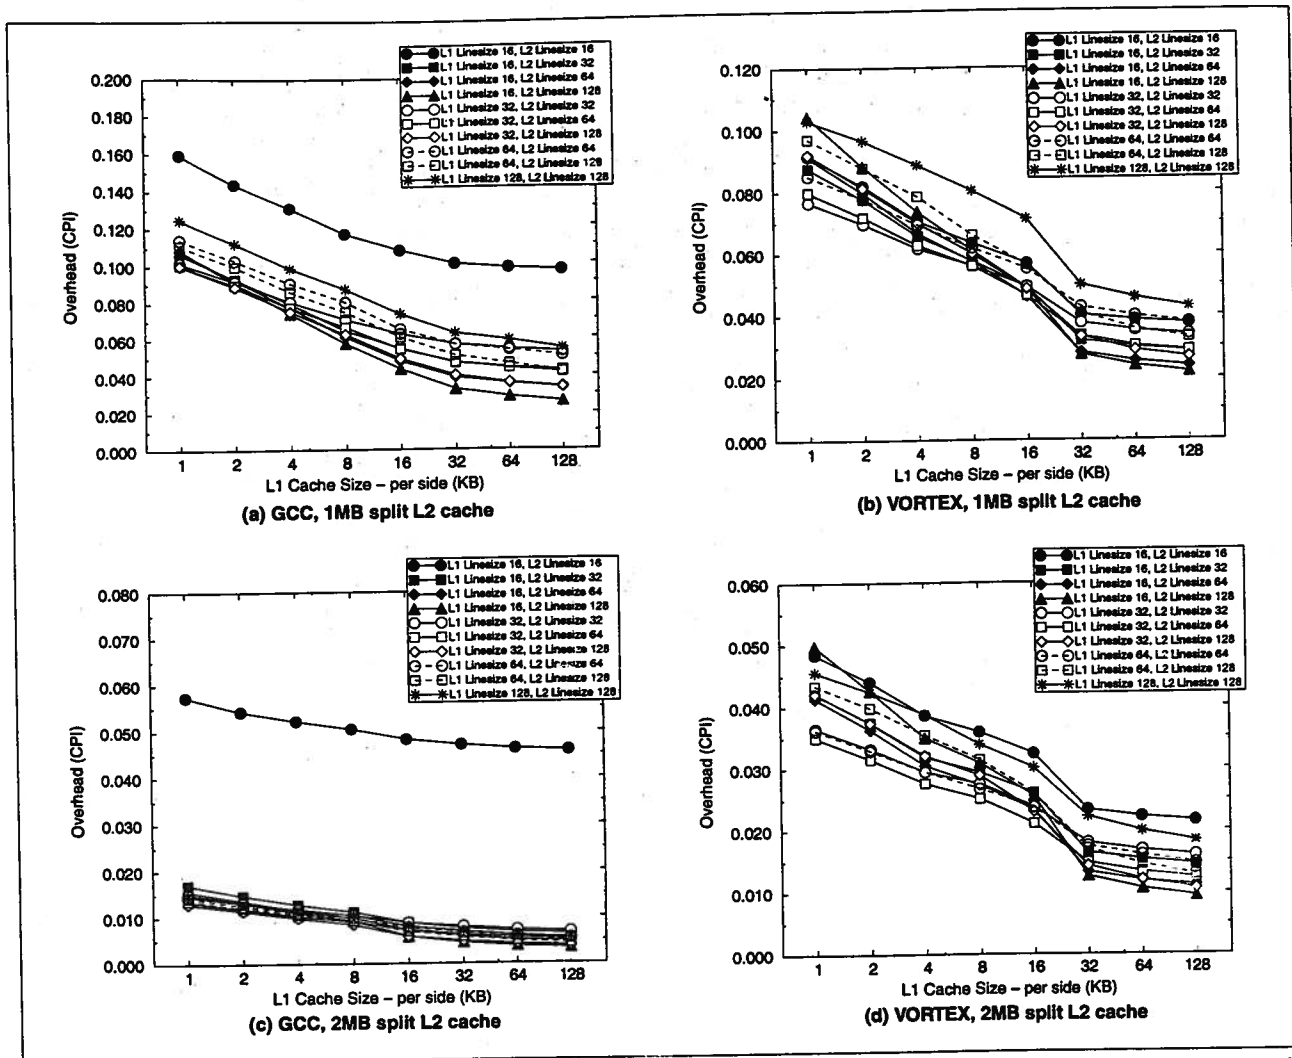 L1 Linesize 16, L2 Linesize 16
L1 Linesize 16, L2 Linesize 32
L1 Linesize 16, L2 Linesize 64
L1 Linesize 16, L2 Linesize 128
L1 Linesize 32, L2 Linesize 32
L1 Linesize 32, L2 Linesize 64
L1 Linesize 32, L2 Linesize 128
L1 Linesize 64, L2 Linesize 64
L1 Linesize 64, L2 Linesize 128
L1 Linesize 128, L2 Linesize 128
0.200
0.180
0.160
0.140
0.120
0.100
0.080
0.060
0.040
0.020
0.000
Overhead (CPI)
1 2 4 8 16 32 64 128
L1 Cache Size – per side (KB)
(a) GCC, 1MB split L2 cache
L1 Linesize 16, L2 Linesize 16
L1 Linesize 16, L2 Linesize 32
L1 Linesize 16, L2 Linesize 64
L1 Linesize 16, L2 Linesize 128
L1 Linesize 32, L2 Linesize 32
L1 Linesize 32, L2 Linesize 64
L1 Linesize 32, L2 Linesize 128
L1 Linesize 64, L2 Linesize 64
L1 Linesize 64, L2 Linesize 128
L1 Linesize 128, L2 Linesize 128
0.120
0.100
0.080
0.060
0.040
0.020
0.000
Overhead (CPI)
1 2 4 8 16 32 64 128
L1 Cache Size – per side (KB)
(b) VORTEX, 1MB split L2 cache
L1 Linesize 16, L2 Linesize 16
L1 Linesize 16, L2 Linesize 32
L1 Linesize 16, L2 Linesize 64
L1 Linesize 16, L2 Linesize 128
L1 Linesize 32, L2 Linesize 32
L1 Linesize 32, L2 Linesize 64
L1 Linesize 32, L2 Linesize 128
L1 Linesize 64, L2 Linesize 64
L1 Linesize 64, L2 Linesize 128
L1 Linesize 128, L2 Linesize 128
0.080
0.070
0.060
0.050
0.040
0.030
0.020
0.010
0.000
Overhead (CPI)
1 2 4 8 16 32 64 128
L1 Cache Size – per side (KB)
(c) GCC, 2MB split L2 cache
L1 Linesize 16, L2 Linesize 16
L1 Linesize 16, L2 Linesize 32
L1 Linesize 16, L2 Linesize 64
L1 Linesize 16, L2 Linesize 128
L1 Linesize 32, L2 Linesize 32
L1 Linesize 32, L2 Linesize 64
L1 Linesize 32, L2 Linesize 128
L1 Linesize 64, L2 Linesize 64
L1 Linesize 64, L2 Linesize 128
L1 Linesize 128, L2 Linesize 128
0.060
0.050
0.040
0.030
0.020
0.010
0.000
Overhead (CPI)
1 2 4 8 16 32 64 128
L1 Cache Size – per side (KB)
(d) VORTEX, 2MB split L2 cache